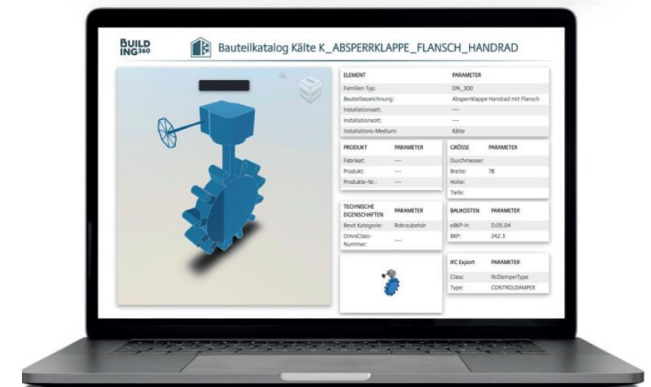 BUILD
ING360
Bauteilkatalog Kälte K_ABSPERRKLAPPE_FLANSCH_HANDRAD
ELEMENT PARAMETER
Familien Typ: DN_300
Bauteilbezeichnung: Absperrklappe Handrad mit Flansch
Installationsart: ---
Installationsort: ---
Installations-Medium: Kälte
PRODUKT PARAMETER
Fabrikat: ---
Produkt: ---
Produkte-Nr.: ---
GRÖSSE PARAMETER
Durchmesser:
Breite: 78
Höhe:
Tiefe:
TECHNISCHE
EIGENSCHAFTEN PARAMETER
Revit Kategorie: Rohrzubehör
OmniClass-
Nummer: ---
BAUKOSTEN PARAMETER
eBKP-H: D.05.04
BKP: 242.3
IFC Export PARAMETER
Class: IfcDamperType
Type: CONTROLDAMPER